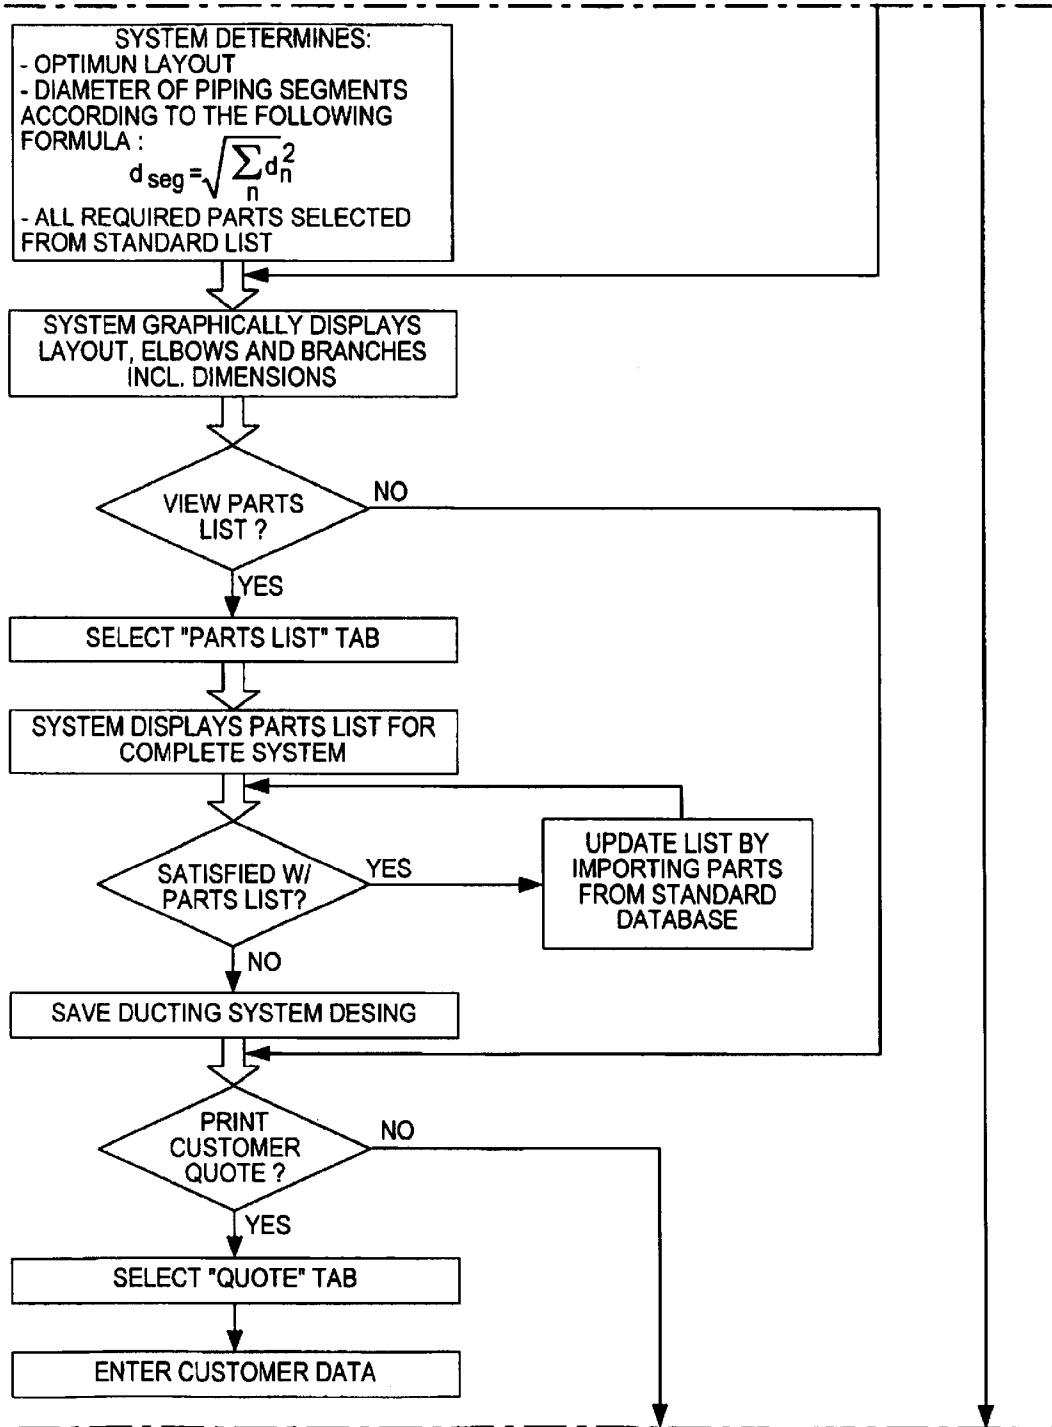 SYSTEM DETERMINES:
- OPTIMUN LAYOUT
- DIAMETER OF PIPING SEGMENTS
ACCORDING TO THE FOLLOWING
FORMULA :
d seg = √ ∑ n d n 2
- ALL REQUIRED PARTS SELECTED
FROM STANDARD LIST
SYSTEM GRAPHICALLY DISPLAYS
LAYOUT, ELBOWS AND BRANCHES
INCL. DIMENSIONS
VIEW PARTS
LIST ?
NO
YES
SELECT "PARTS LIST" TAB
SYSTEM DISPLAYS PARTS LIST FOR
COMPLETE SYSTEM
SATISFIED W/
PARTS LIST?
YES
UPDATE LIST BY
IMPORTING PARTS
FROM STANDARD
DATABASE
NO
SAVE DUCTING SYSTEM DESING
PRINT
CUSTOMER
QUOTE ?
NO
YES
SELECT "QUOTE" TAB
ENTER CUSTOMER DATA